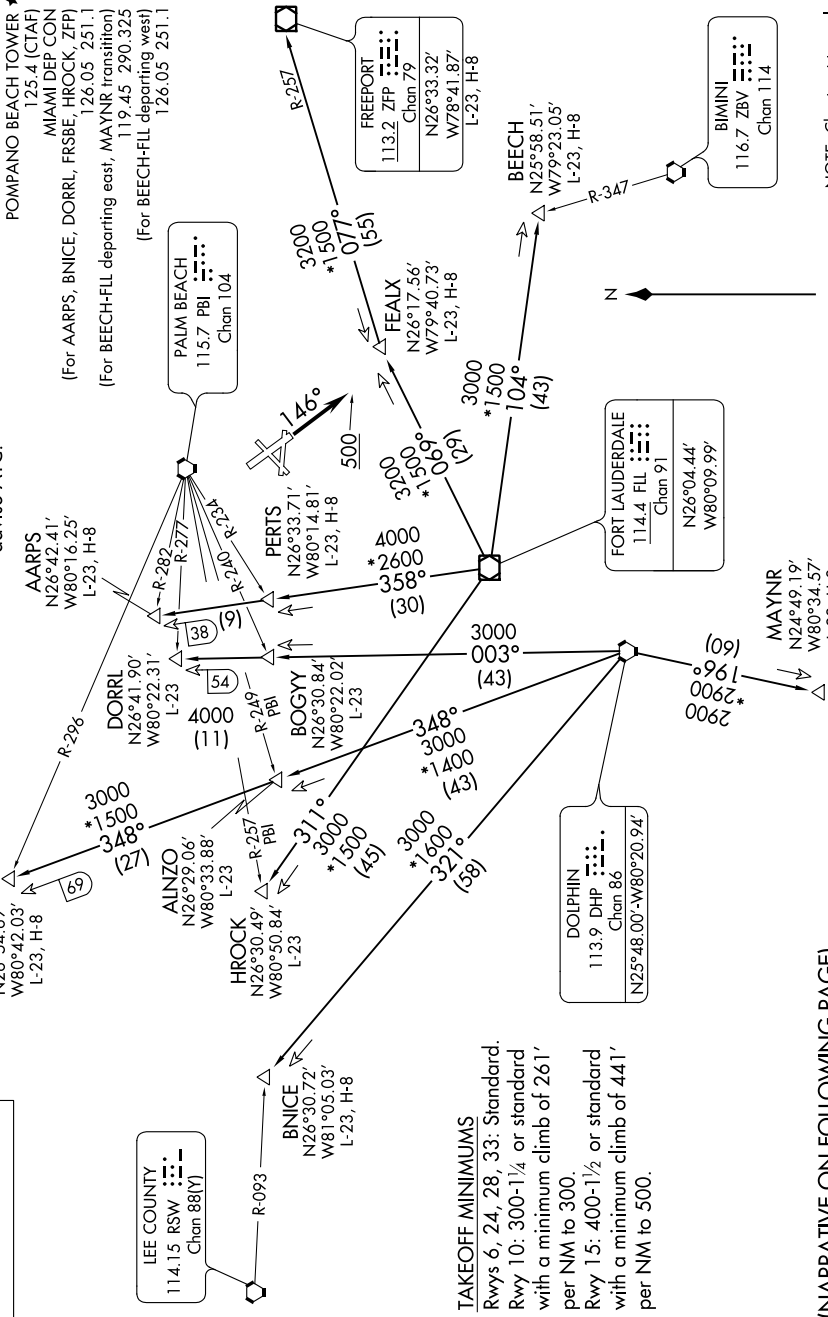 POMPANO BEACH TOWER ★
125.4 (CTAF)
MIAMI DEP CON
(For AARPS, BNICE, DORRL, FRSBE, HROCK, ZFP)
126.05 251.1
(For BEECH-FLL departing east, MAYNR transititon)
119.45 290.325
(For BEECH-FLL departing west)
126.05 251.1
PALM BEACH
115.7 PBI
Chan 104
FREEPORT
113.2 ZFP
Chan 79
N26°33.32'
W78°41.87'
L-23, H-8
R-257
3200
*1500
077°
(55)
FEALX
N26°17.56'
W79°40.73'
L-23, H-8
BEECH
N25°58.51'
W79°23.05'
L-23, H-8
R-347
BIMINI
116.7 ZBV
Chan 114
N
3000
*1500
104°
(43)
3200
*1500
069°
(29)
146°
500
AARPS
N26°42.41'
W80°16.25'
L-23, H-8
R-282
R-277
R-240
R-234
R-296
38
(9)
PERTS
N26°33.71'
W80°14.81'
L-23, H-8
4000
*2600
358°
(30)
FORT LAUDERDALE
114.4 FLL
Chan 91
N26°04.44'
W80°09.99'
DORRL
N26°41.90'
W80°22.31'
L-23
54
4000
(11)
BOGYY
N26°30.84'
W80°22.02'
L-23
3000
003°
(43)
R-249
PBI
R-257
PBI
W80°42.03'
L-23, H-8
69
3000
*1500
348°
(27)
ALNZO
N26°29.06'
W80°33.88'
L-23
348°
3000
*1400
(43)
HROCK
N26°30.49'
W80°50.84'
L-23
311°
3000
*1500
(45)
3000
*1600
321°
(58)
BNICE
N26°30.72'
W81°05.03'
L-23, H-8
LEE COUNTY
114.15 RSW
Chan 88(Y)
R-093
DOLPHIN
113.9 DHP
Chan 86
N25°48.00'-W80°20.94'
2900
*2900
196°
(60)
MAYNR
N24°49.19'
W80°34.57'
TAKEOFF MINIMUMS
Rwys 6, 24, 28, 33: Standard.
Rwy 10: 300-1¼ or standard
with a minimum climb of 261'
per NM to 300.
Rwy 15: 400-1½ or standard
with a minimum climb of 441'
per NM to 500.
(NARRATIVE ON FOLLOWING PAGE)